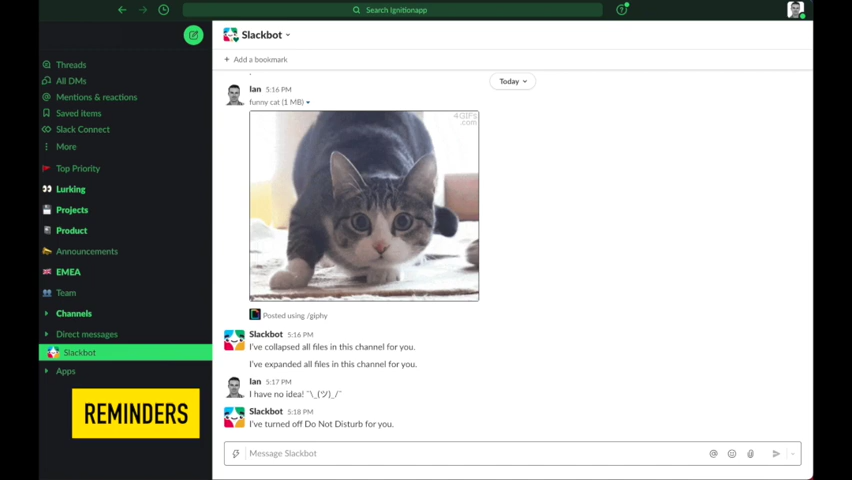 Search Ignitionapp
Threads
All DMs
Mentions & reactions
Saved items
Slack Connect
More
Top Priority
Lurking
Projects
Product
Announcements
EMEA
Team
Channels
Direct messages
Slackbot
Apps
REMINDERS
Slackbot
+ Add a bookmark
Today
Ian 5:16 PM
funny cat (1 MB)
4GIFs
.com
Posted using /giphy
Slackbot 5:16 PM
I've collapsed all files in this channel for you.
I've expanded all files in this channel for you.
Ian 5:17 PM
I have no idea! ¯\_(ツ)_/¯
Slackbot 5:18 PM
I've turned off Do Not Disturb for you.
Message Slackbot